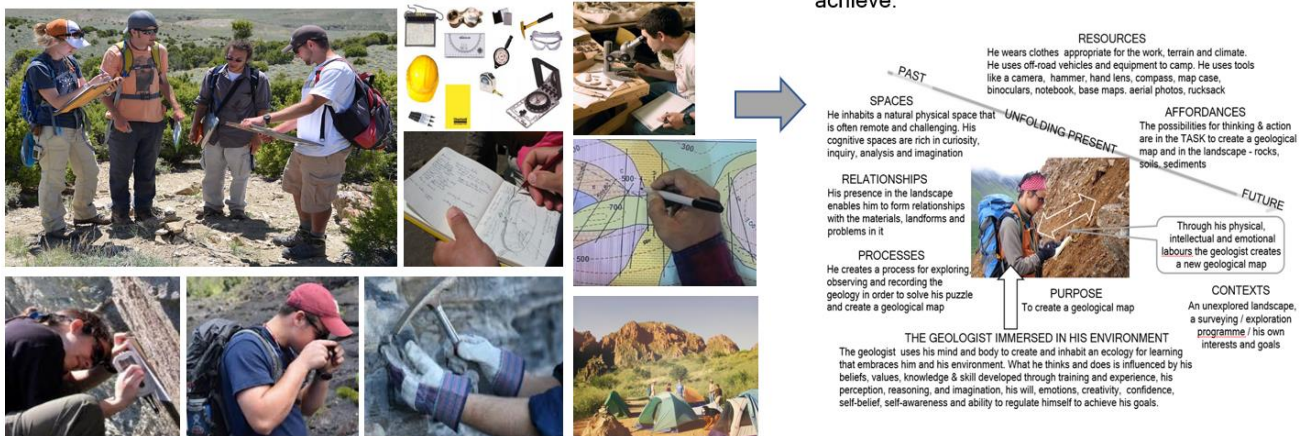 achieve.
RESOURCES
He wears clothes appropriate for the work, terrain and climate.
He uses off-road vehicles and equipment to camp. He uses tools
like a camera, hammer, hand lens, compass, map case,
binoculars, notebook, base maps. aerial photos, rucksack
PAST
UNFOLDING PRESENT
FUTURE
SPACES
He inhabits a natural physical space that
is often remote and challenging. His
cognitive spaces are rich in curiosity,
inquiry, analysis and imagination
AFFORDANCES
The possibilities for thinking & action
are in the TASK to create a geological
map and in the landscape - rocks,
soils, sediments
RELATIONSHIPS
His presence in the landscape
enables him to form relationships
with the materials, landforms and
problems in it
Through his physical,
intellectual and emotional
labours the geologist creates
a new geological map
PROCESSES
He creates a process for exploring,
observing and recording the
geology in order to solve his puzzle
and create a geological map
PURPOSE
To create a geological map
CONTEXTS
An unexplored landscape,
a surveying / exploration
programme / his own
interests and goals
THE GEOLOGIST IMMERSED IN HIS ENVIRONMENT
The geologist uses his mind and body to create and inhabit an ecology for learning
that embraces him and his environment. What he thinks and does is influenced by his
beliefs, values, knowledge & skill developed through training and experience, his
perception, reasoning, and imagination, his will, emotions, creativity, confidence,
self-belief, self-awareness and ability to regulate himself to achieve his goals.
300
500
700
500